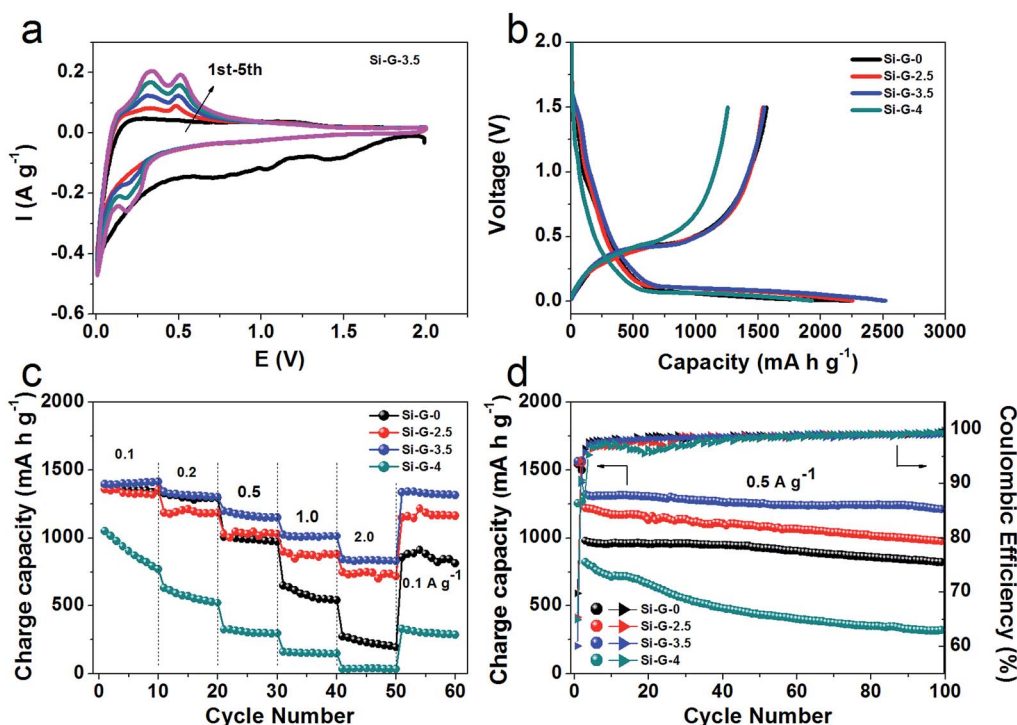 a
Si-G-3.5
1st-5th
I (A g-1)
0.2
0.0
-0.2
-0.4
-0.6
0.0 0.5 1.0 1.5 2.0
E (V)
b
Si-G-0
Si-G-2.5
Si-G-3.5
Si-G-4
Voltage (V)
2.0
1.5
1.0
0.5
0.0
0 500 1000 1500 2000 2500 3000
Capacity (mA h g-1)
c
Si-G-0
Si-G-2.5
Si-G-3.5
Si-G-4
0.1
0.2
0.5
1.0
2.0
0.1 A g-1
Charge capacity (mA h g-1)
2000
1500
1000
500
0
0 10 20 30 40 50 60
Cycle Number
d
0.5 A g-1
Si-G-0
Si-G-2.5
Si-G-3.5
Si-G-4
Charge capacity (mA h g-1)
2000
1500
1000
500
0
0 20 40 60 80 100
Cycle Number
100
90
80
70
60
Coulombic Efficiency (%)